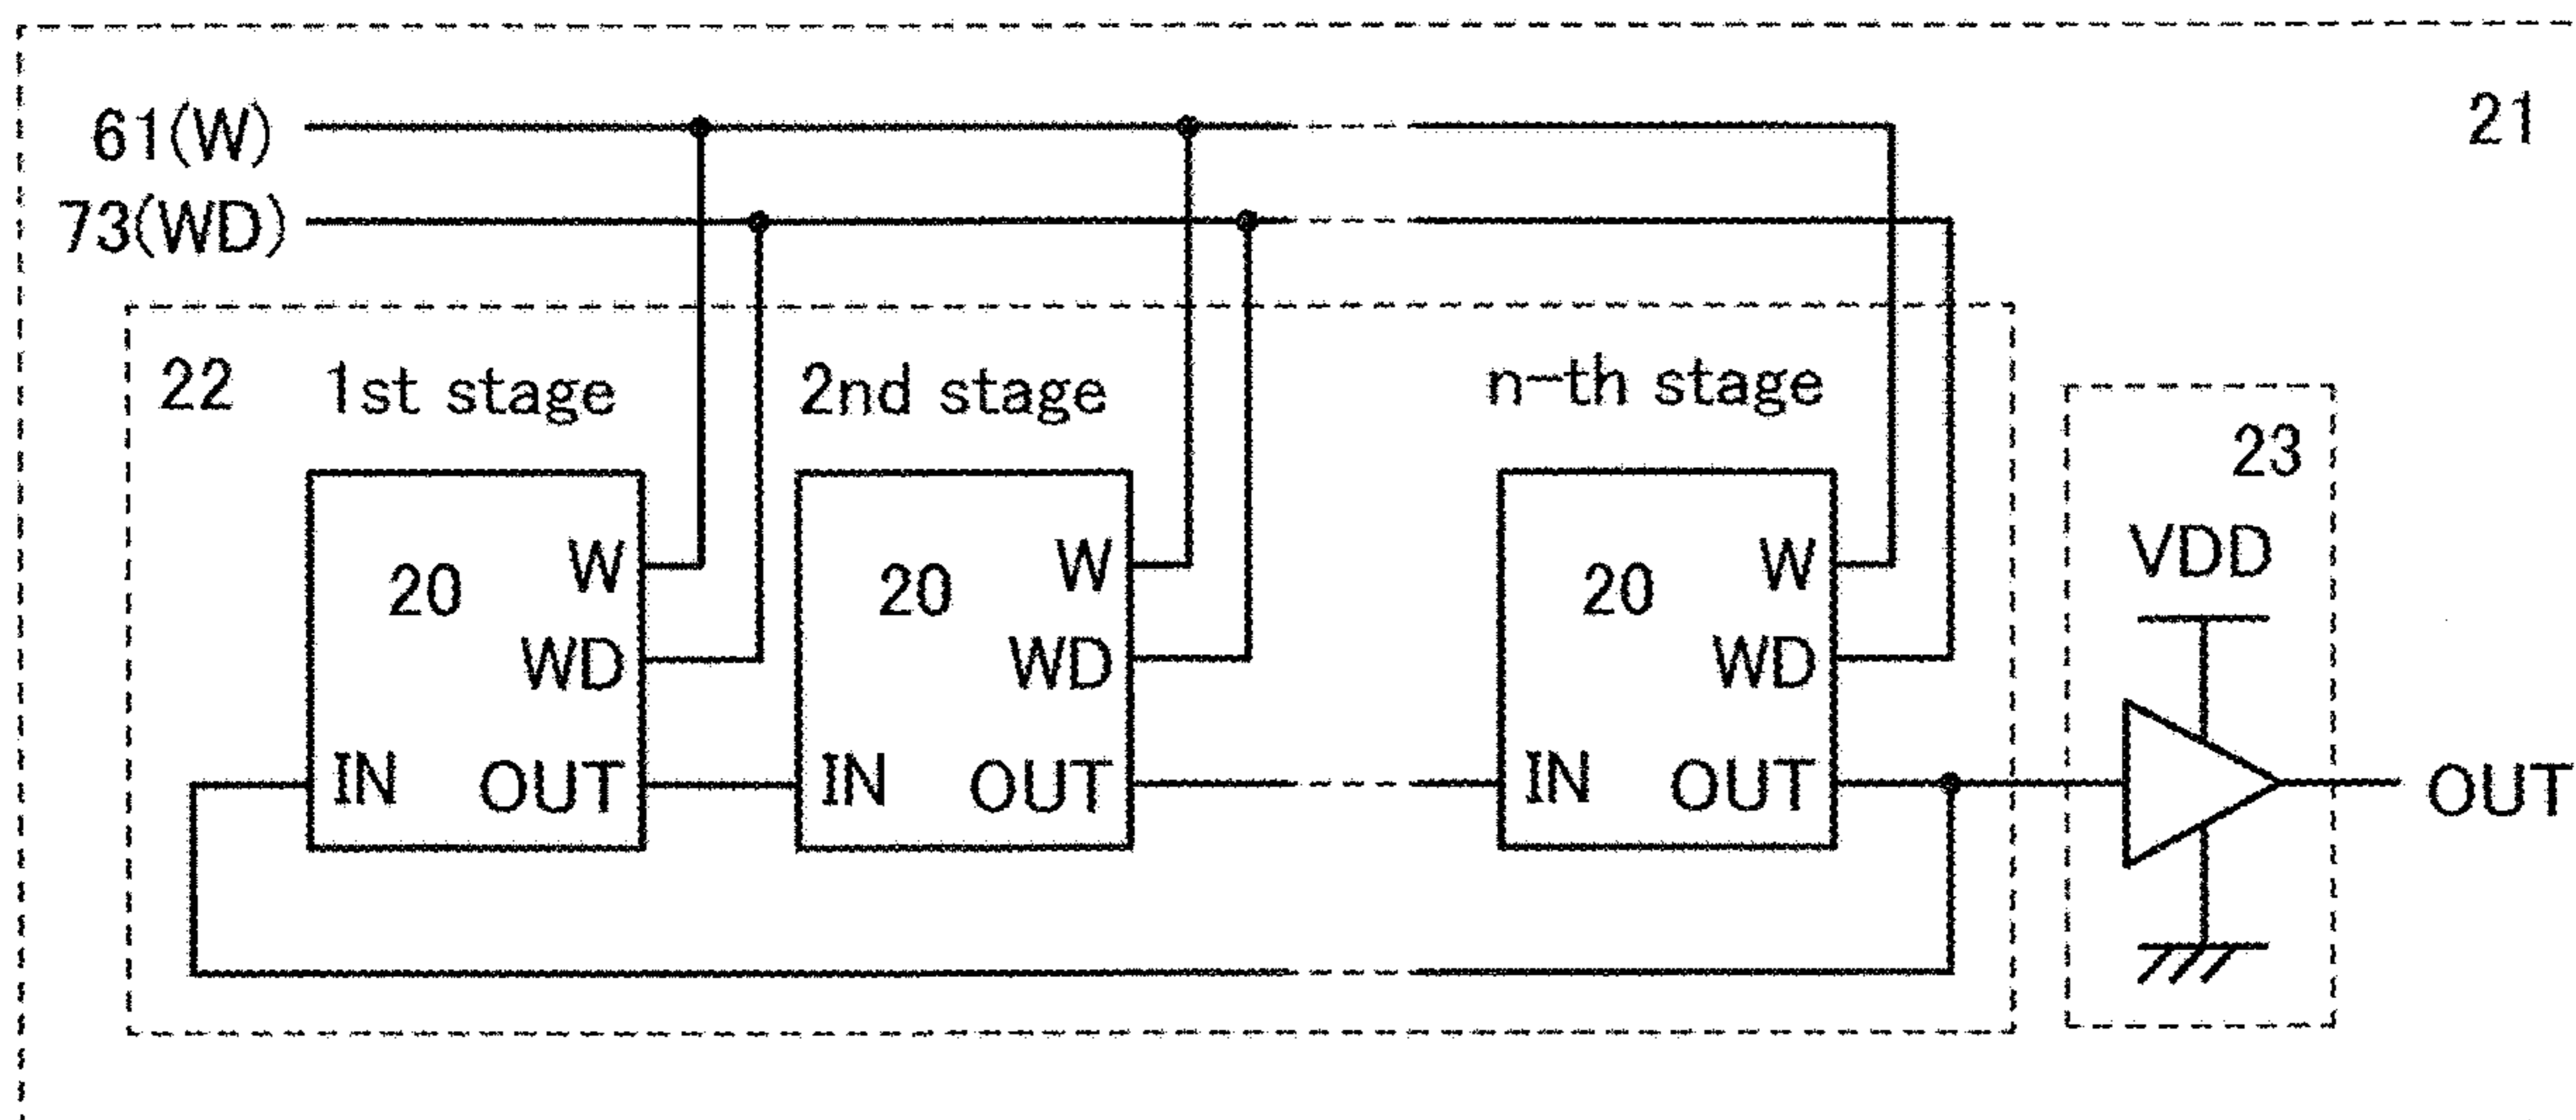 61(W)
21
73(WD)
22 1st stage 2nd stage n-th stage
23
VDD
20 W 20 W 20 W
WD WD WD
IN OUT IN OUT IN OUT OUT